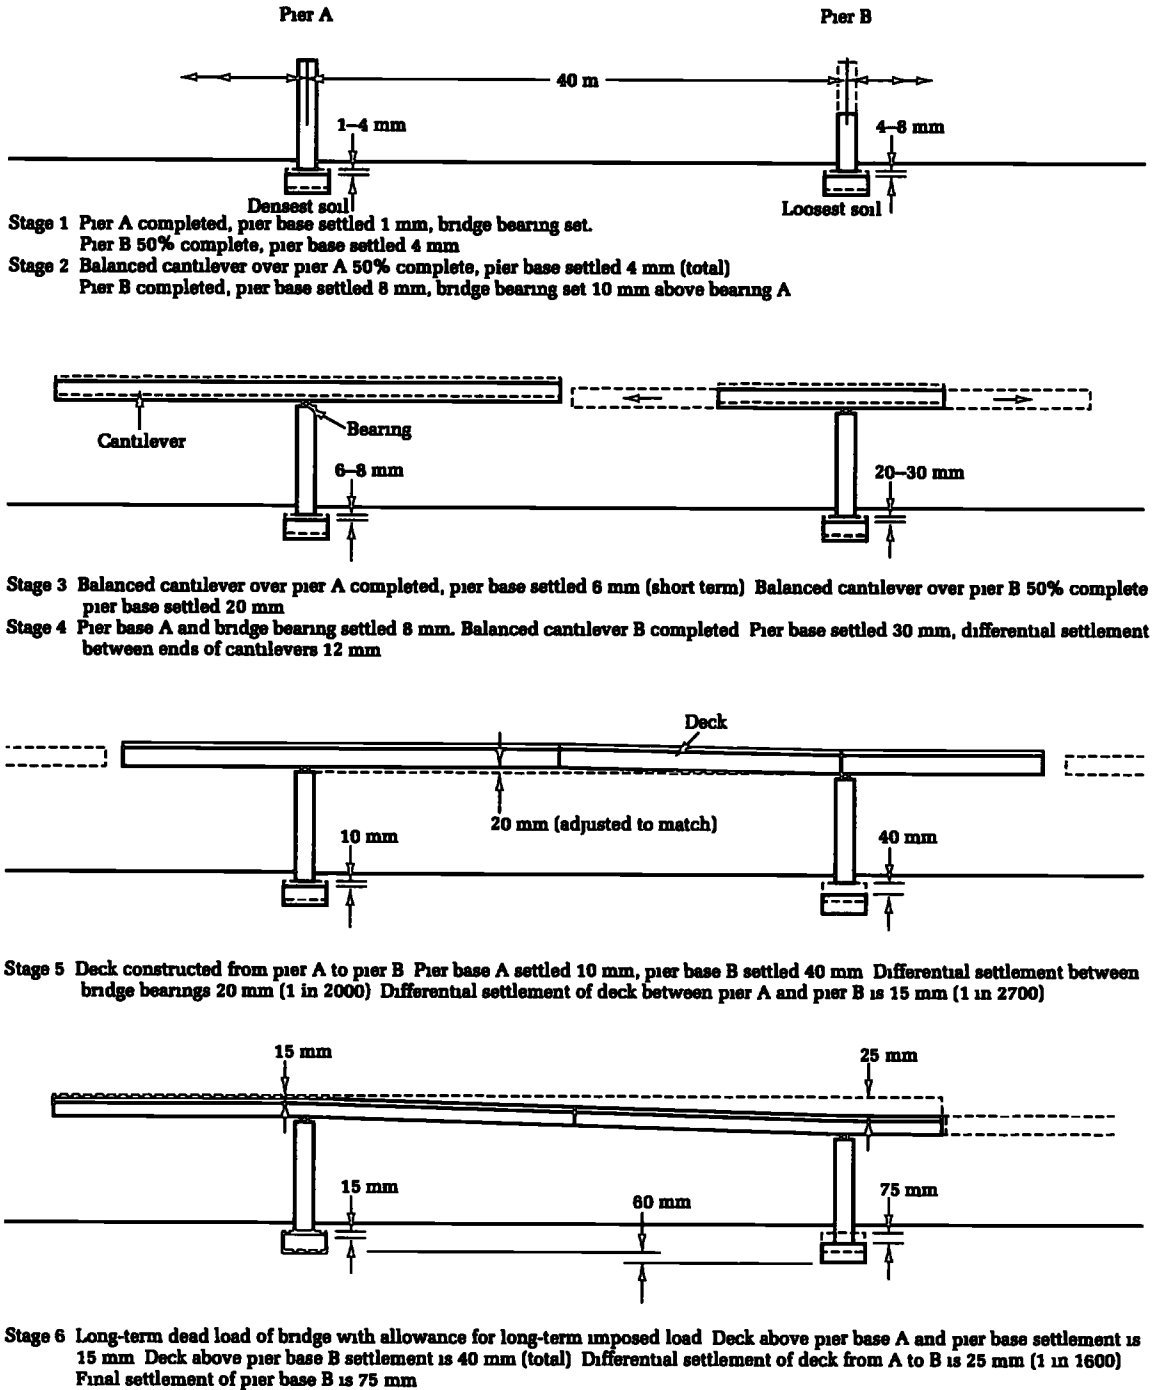 Pier A
Pier B
40 m
1–4 mm
4–8 mm
Densest soil
Loosest soil
Stage 1 Pier A completed, pier base settled 1 mm, bridge bearing set.
Pier B 50% complete, pier base settled 4 mm
Stage 2 Balanced cantilever over pier A 50% complete, pier base settled 4 mm (total)
Pier B completed, pier base settled 8 mm, bridge bearing set 10 mm above bearing A
Cantilever
Bearing
6–8 mm
20–30 mm
Stage 3 Balanced cantilever over pier A completed, pier base settled 6 mm (short term) Balanced cantilever over pier B 50% complete
pier base settled 20 mm
Stage 4 Pier base A and bridge bearing settled 8 mm. Balanced cantilever B completed Pier base settled 30 mm, differential settlement
between ends of cantilevers 12 mm
Deck
20 mm (adjusted to match)
10 mm
40 mm
Stage 5 Deck constructed from pier A to pier B Pier base A settled 10 mm, pier base B settled 40 mm Differential settlement between
bridge bearings 20 mm (1 in 2000) Differential settlement of deck between pier A and pier B is 15 mm (1 in 2700)
15 mm
25 mm
15 mm
60 mm
75 mm
Stage 6 Long-term dead load of bridge with allowance for long-term imposed load Deck above pier base A and pier base settlement is
15 mm Deck above pier base B settlement is 40 mm (total) Differential settlement of deck from A to B is 25 mm (1 in 1600)
Final settlement of pier base B is 75 mm